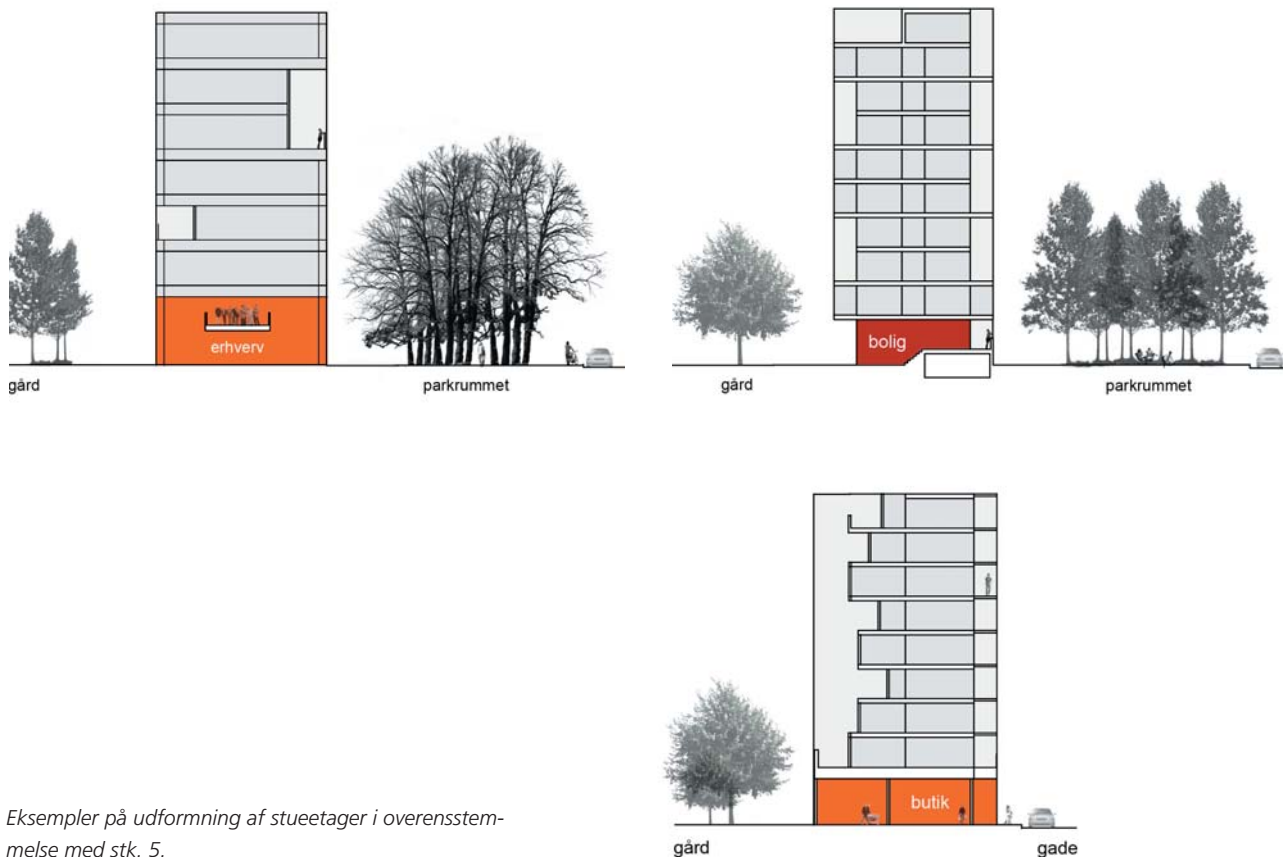 erhverv
gård
parkrummet
bolig
gård
parkrummet
butik
gård
gade
Eksempler på udformning af stueetager i overensstem-
melse med stk. 5.